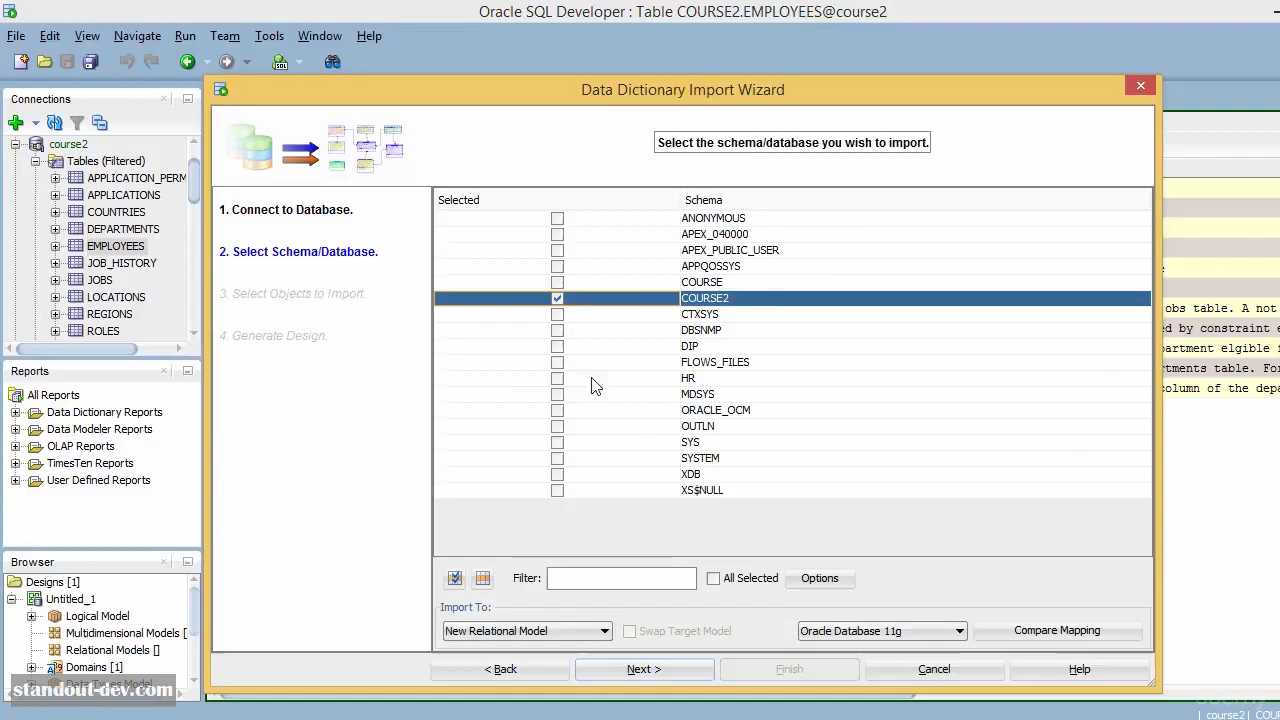 Oracle SQL Developer : Table COURSE2.EMPLOYEES@course2
File Edit View Navigate Run Team Tools Window Help
Connections
course2
Tables (Filtered)
APPLICATION_PERM
APPLICATIONS
COUNTRIES
DEPARTMENTS
EMPLOYEES
JOB_HISTORY
JOBS
LOCATIONS
REGIONS
ROLES
Reports
All Reports
Data Dictionary Reports
Data Modeler Reports
OLAP Reports
TimesTen Reports
User Defined Reports
Browser
Designs [1]
Untitled_1
Logical Model
Multidimensional Models [
Relational Models []
Domains [1]
Data Types Model
standout-dev.com
Data Dictionary Import Wizard
Select the schema/database you wish to import.
1. Connect to Database.
2. Select Schema/Database.
3. Select Objects to Import.
4. Generate Design.
Selected Schema
ANONYMOUS
APEX_040000
APEX_PUBLIC_USER
APPQOSSYS
COURSE
COURSE2
CTXSYS
DBSNMP
DIP
FLOWS_FILES
HR
MDSYS
ORACLE_OCM
OUTLN
SYS
SYSTEM
XDB
XS$NULL
Filter: All Selected Options
Import To:
New Relational Model Swap Target Model Oracle Database 11g Compare Mapping
< Back Next > Finish Cancel Help
obs table. A not
ed by constraint e
partment elgible f
rtments table. For
column of the depa
course2 | COU